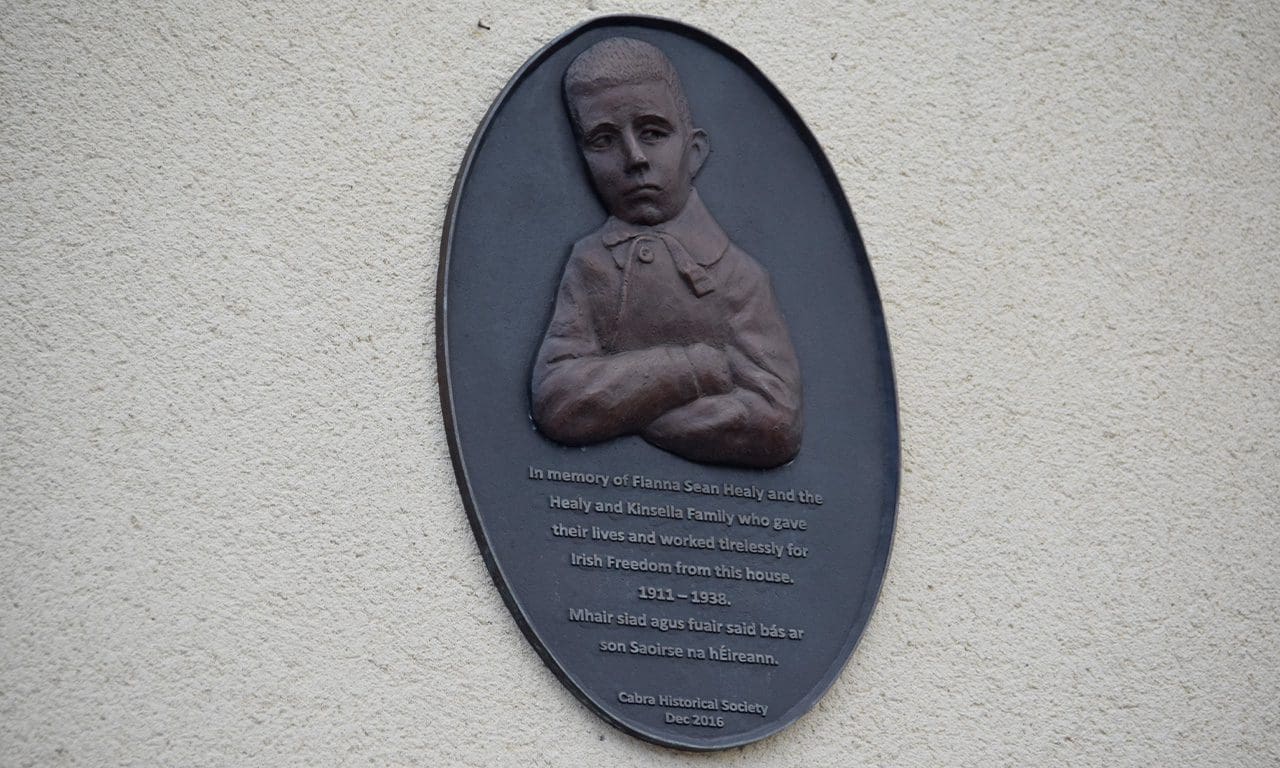 In memory of Fianna Sean Healy and the
Healy and Kinsella Family who gave
their lives and worked tirelessly for
Irish Freedom from this house.
1911 – 1938.
Mhair siad agus fuair said bás ar
son Saoirse na hÉireann.
Cabra Historical Society
Dec 2016